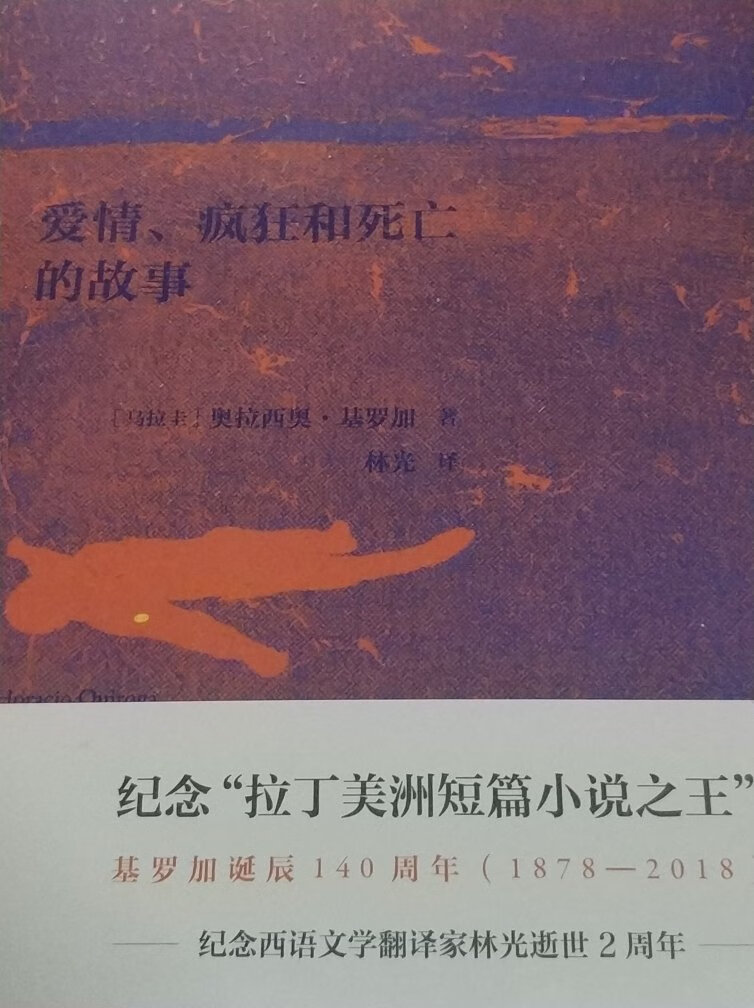 爱情、疯狂和死亡
的故事
［乌拉圭］奥拉西奥·基罗加 著
林光 译
Horacio Quiroga
纪念“拉丁美洲短篇小说之王”
基罗加诞辰140周年（1878—2018
纪念西语文学翻译家林光逝世2周年